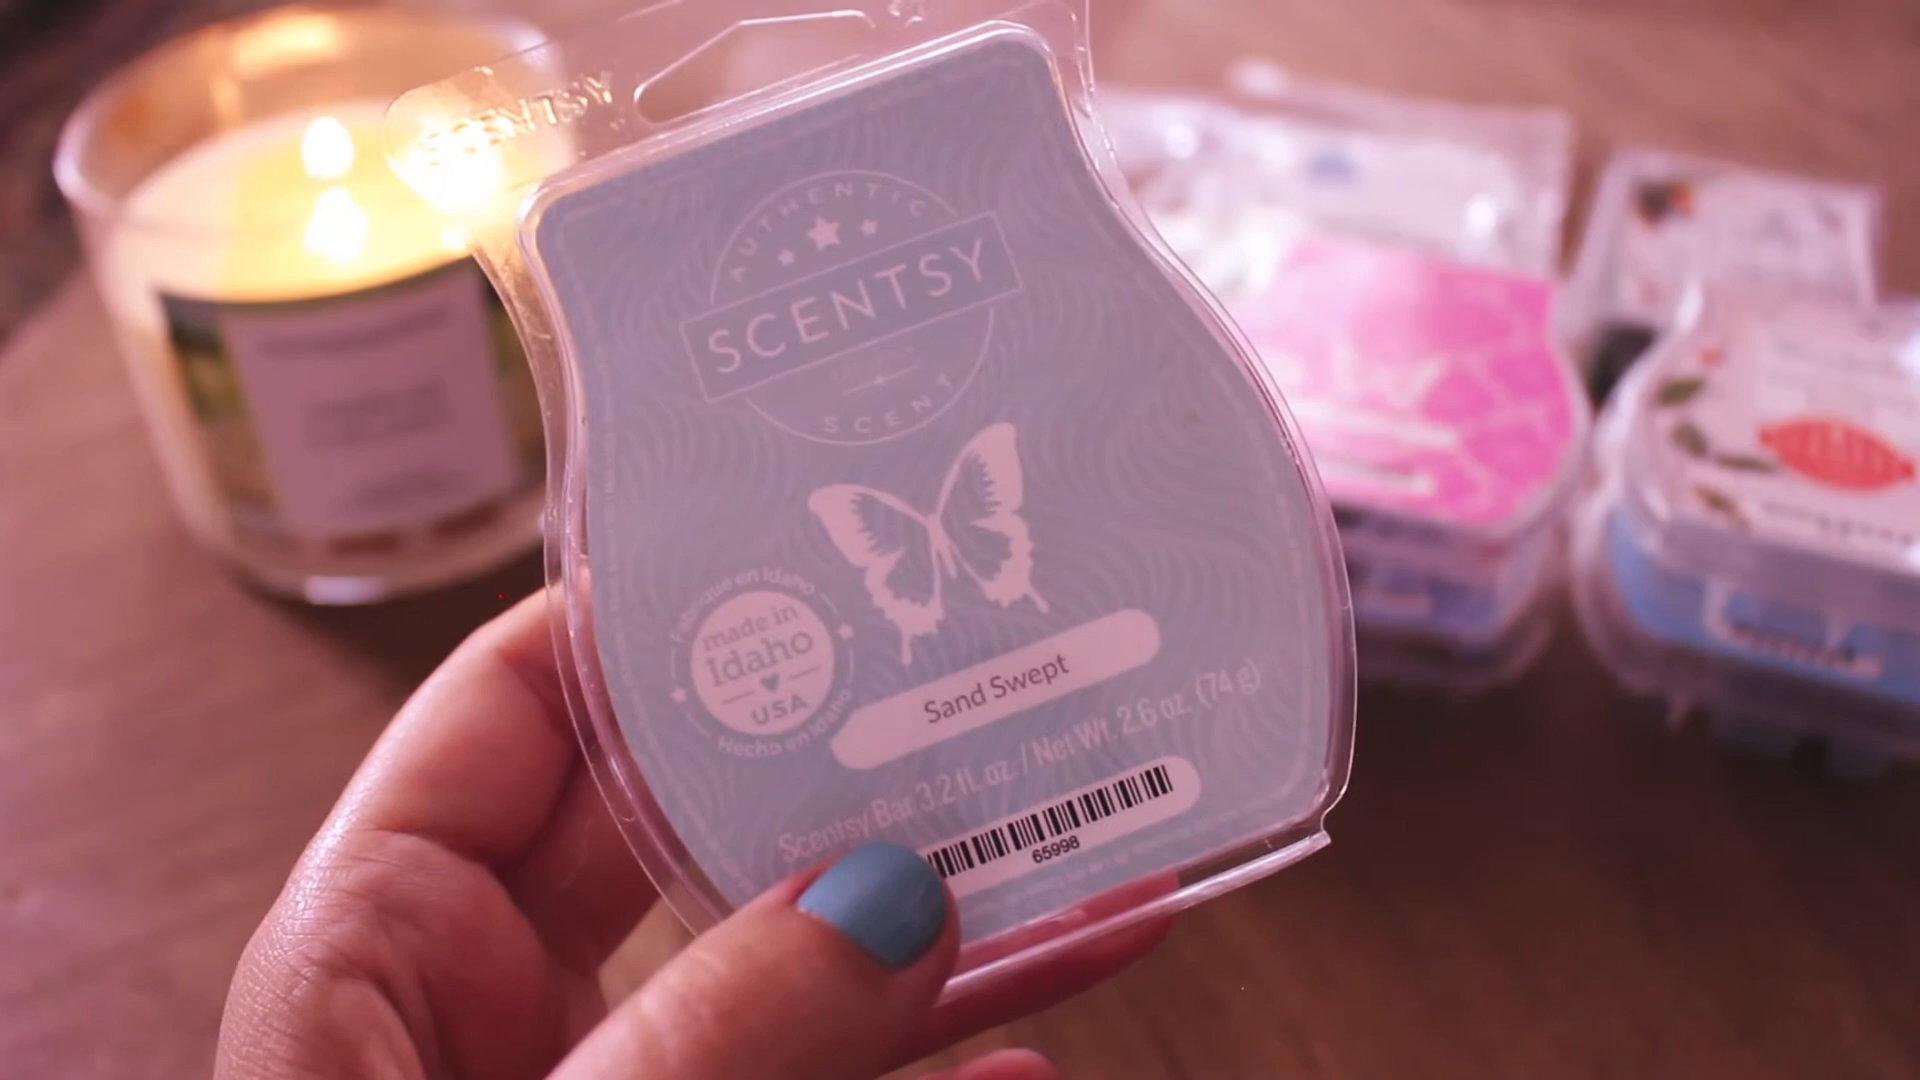 SCENTSY
AUTHENTIC
SCENTSY
SCENT
Fabriqué en Idaho
made in
Idaho
USA
Hecho en Idaho
Sand Swept
Scentsy Bar 3.2 fl. oz. / Net Wt. 2.6 oz. (74 g)
65998